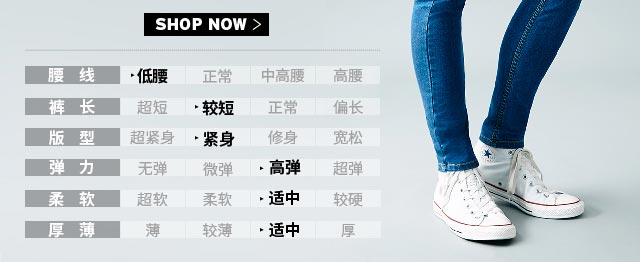 SHOP NOW >
腰 线 ‣低腰 正常 中高腰 高腰
裤 长 超短 ‣较短 正常 偏长
版 型 超紧身 ‣紧身 修身 宽松
弹 力 无弹 微弹 ‣高弹 超弹
柔 软 超软 柔软 ‣适中 较硬
厚 薄 薄 较薄 ‣适中 厚